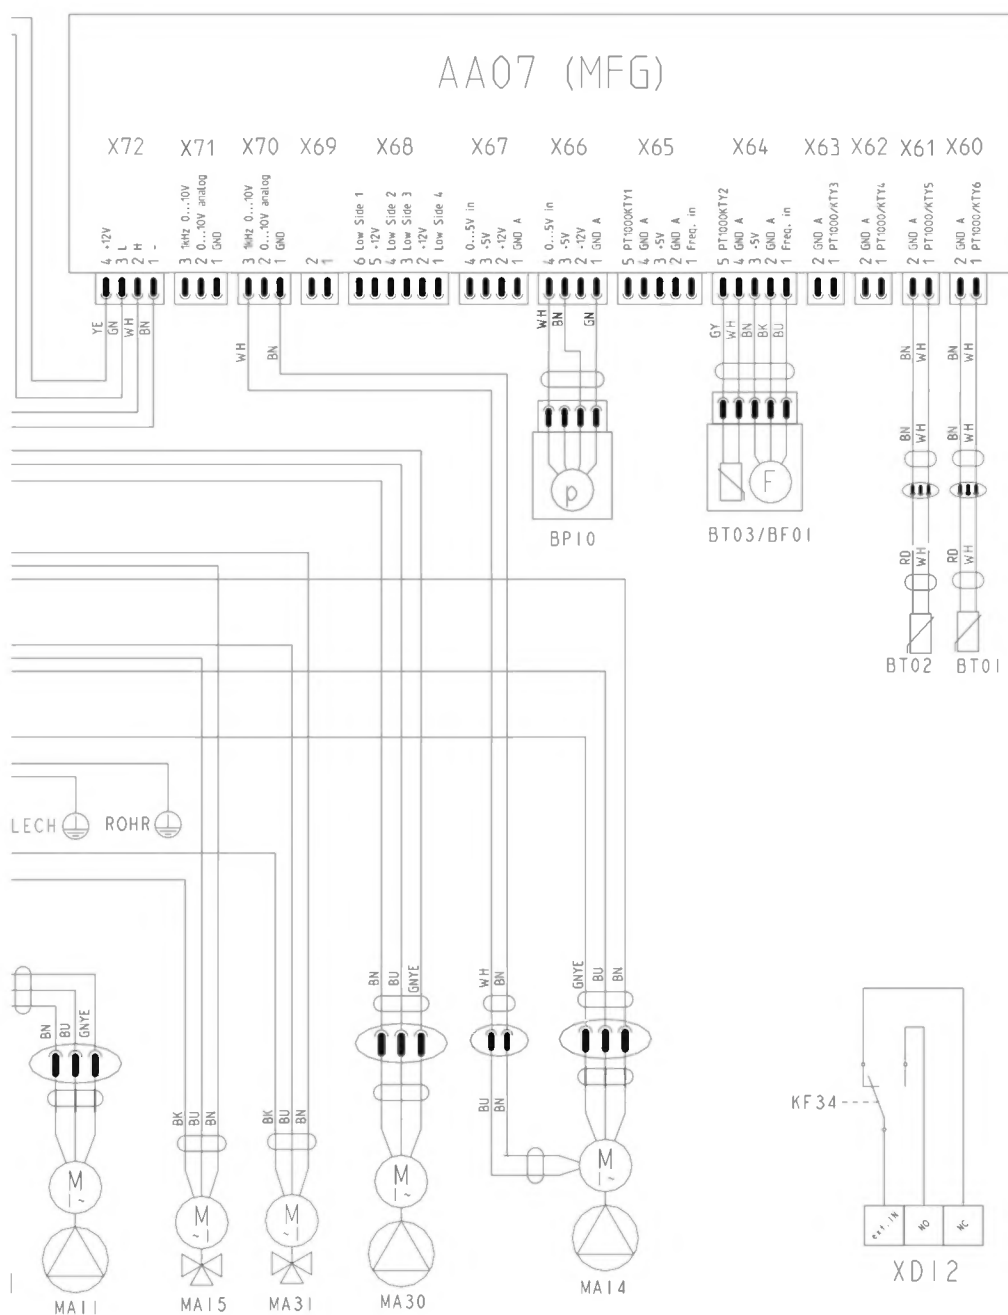 AA07 (MFG)
X72 X71 X70 X69 X68 X67 X66 X65 X64 X63 X62 X61 X60
4 +12V
3 L
2 H
1 -
3 1kHz 0...10V
2 0...10V analog
1 GND
3 1kHz 0...10V
2 0...10V analog
1 GND
2
1
6 Low Side 1
5 +12V
4 Low Side 2
3 Low Side 3
2 +12V
1 Low Side 4
4 0...5V in
3 +5V
2 +12V
1 GND A
4 0...5V in
3 +5V
2 +12V
1 GND A
5 PT1000KTY1
4 GND A
3 +5V
2 GND A
1 Freq. in
5 PT1000KTY2
4 GND A
3 +5V
2 GND A
1 Freq. in
2 GND A
1 PT1000/KTY3
2 GND A
1 PT1000/KTY4
2 GND A
1 PT1000/KTY5
2 GND A
1 PT1000/KTY6
YE GN WH BN
WH BN
WH BN GN
GY WH BN BK BU
BN WH BN WH
BN WH BN WH
p
BP10
F
BT03/BF01
RD WH RD WH
BT02 BT01
LECH ROHR
BN BU GNYE
WH BN
GNYE BU BN
BN BU GNYE
BK BU BN
BK BU BN
BU BN
KF34
M
1~
M
~1
M
~1
M
1~
M
1~
ext. IN NO NC
XD12
MA11 MA15 MA31 MA30 MA14